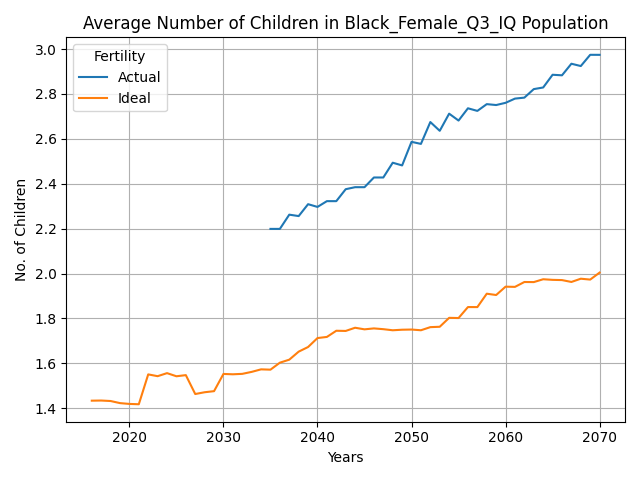 Average Number of Children in Black_Female_Q3_IQ Population
Fertility
Actual
Ideal
3.0
2.8
2.6
2.4
2.2
2.0
1.8
1.6
1.4
No. of Children
2020
2030
2040
2050
2060
2070
Years